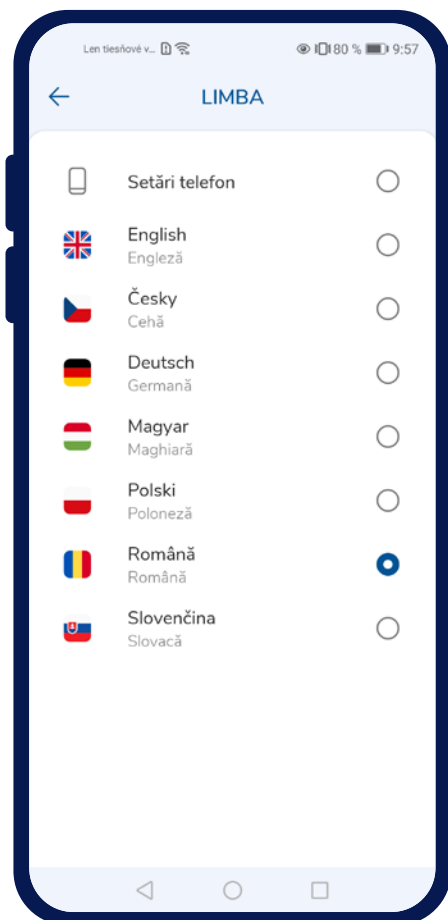 Len tiesňové v... 80 % 9:57
LIMBA
Setări telefon
English
Engleză
Česky
Cehă
Deutsch
Germană
Magyar
Maghiară
Polski
Poloneză
Română
Română
Slovenčina
Slovacă